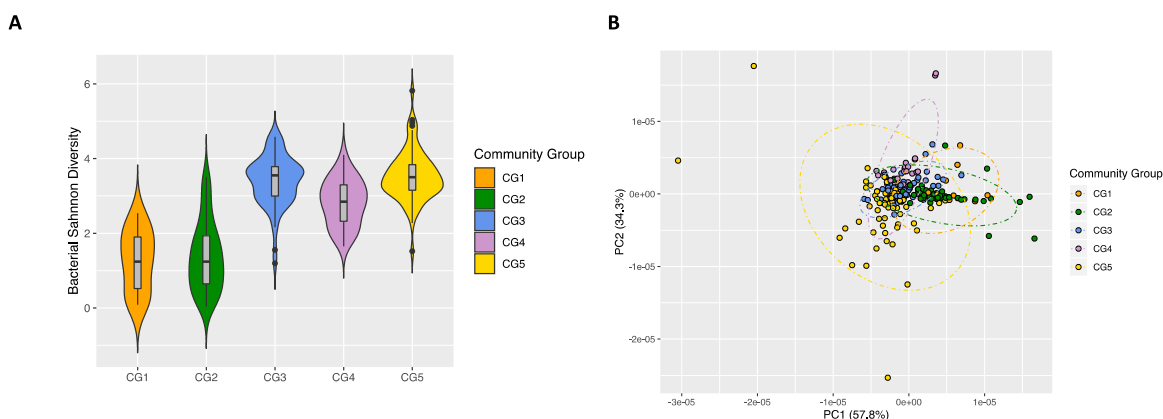 A
Bacterial Sahnnon Diversity
6
4
2
0
CG1 CG2 CG3 CG4 CG5
Community Group
CG1
CG2
CG3
CG4
CG5
B
PC2 (34,3%)
1e-05
0e+00
-1e-05
-2e-05
-3e-05 -2e-05 -1e-05 0e+00 1e-05
PC1 (57,8%)
Community Group
CG1
CG2
CG3
CG4
CG5